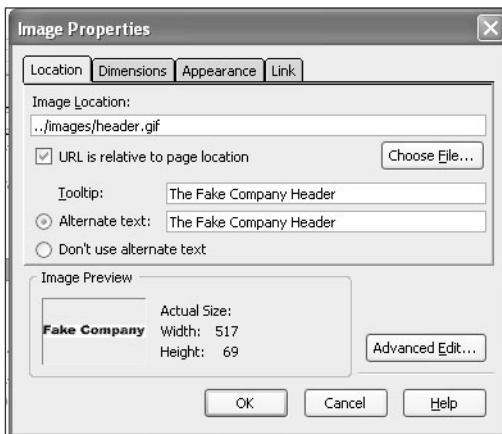 Image Properties
Location Dimensions Appearance Link
Image Location:
../images/header.gif
URL is relative to page location
Choose File...
Tooltip: The Fake Company Header
Alternate text: The Fake Company Header
Don't use alternate text
Image Preview
Fake Company
Actual Size:
Width: 517
Height: 69
Advanced Edit...
OK Cancel Help